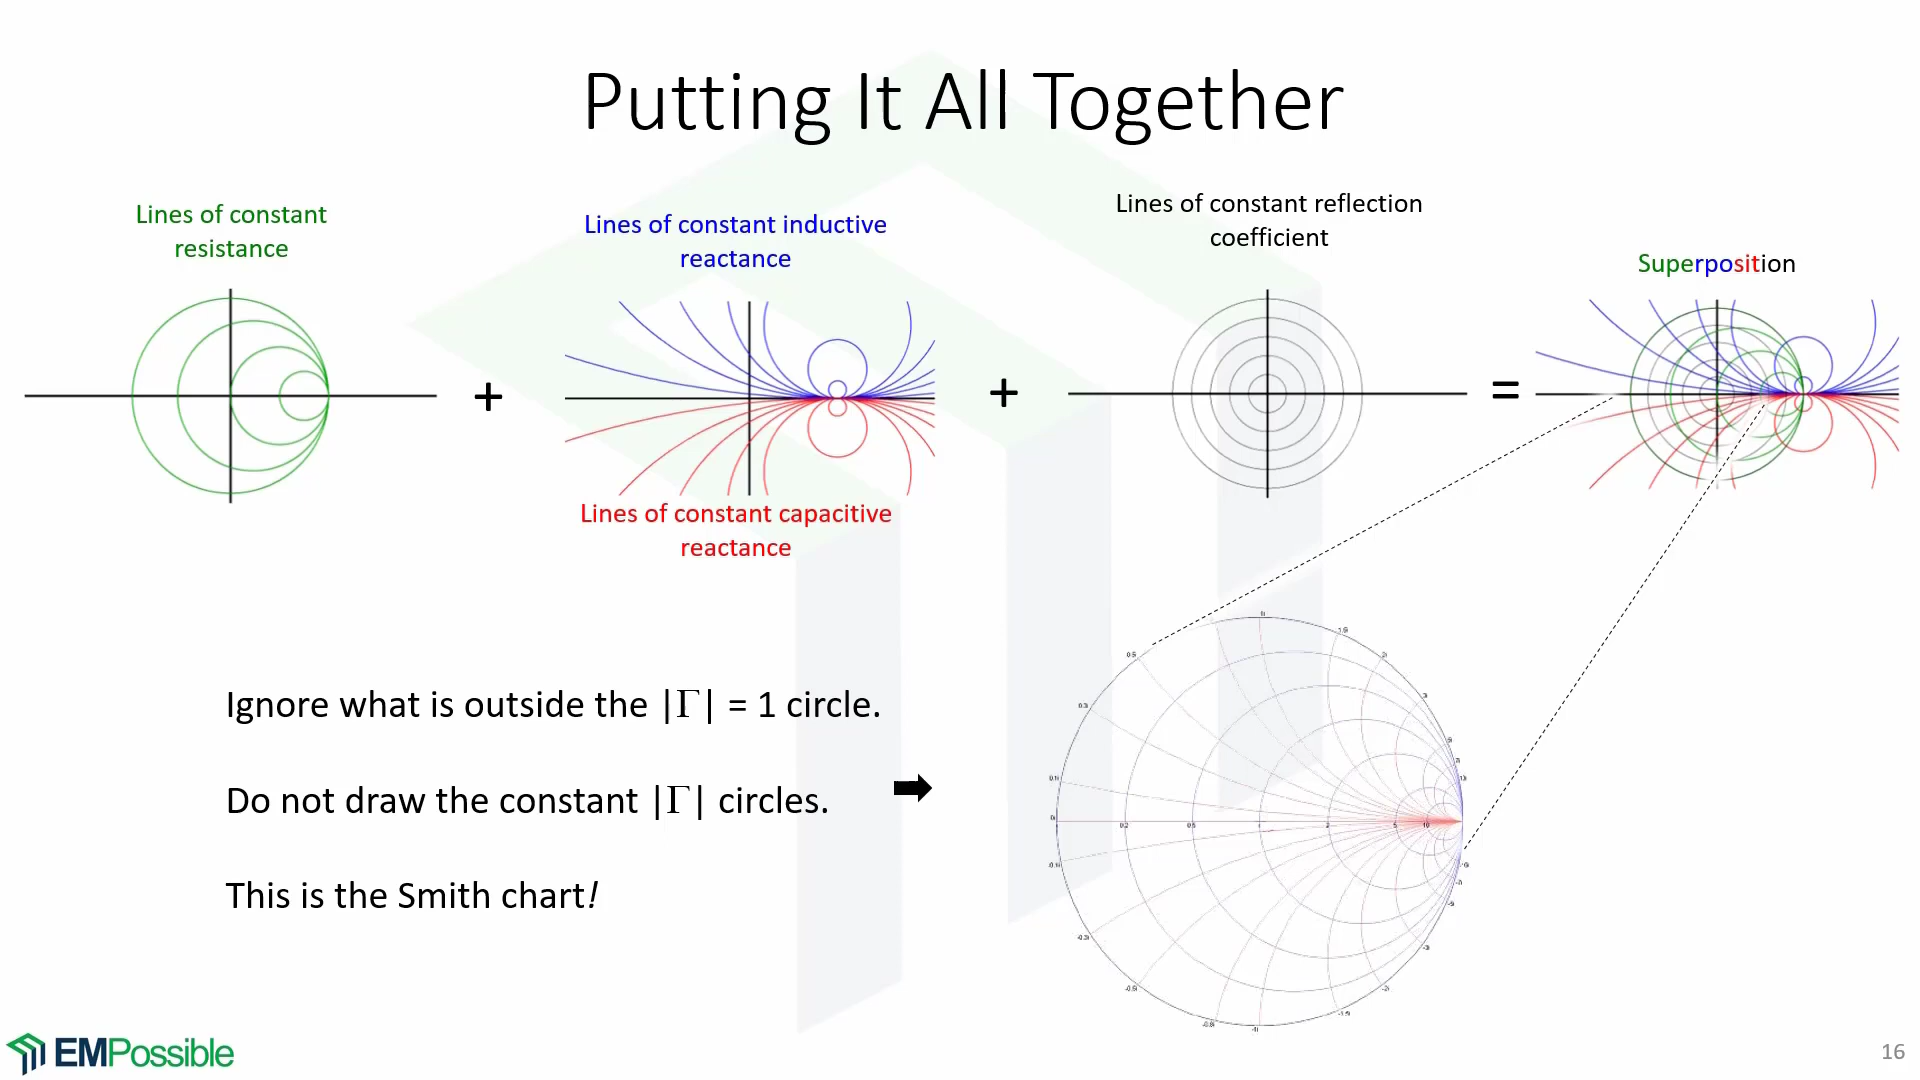 Putting It All Together
Lines of constant
resistance
Lines of constant inductive
reactance
Lines of constant capacitive
reactance
Lines of constant reflection
coefficient
Superposition
+
+
=
Ignore what is outside the |Γ| = 1 circle.
Do not draw the constant |Γ| circles.
This is the Smith chart!
EMPossible
16